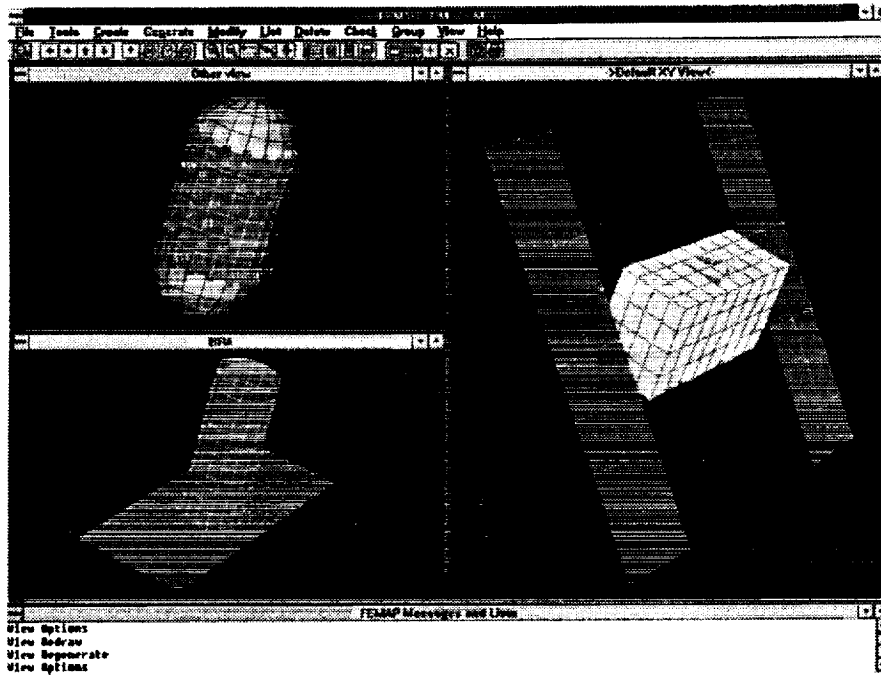 File Tools Create Generate Modify List Delete Check Group View Help
Other view
>Default XY View<
FEMAP Messages and Lists
View Options
View Redraw
View Regenerate
View Options